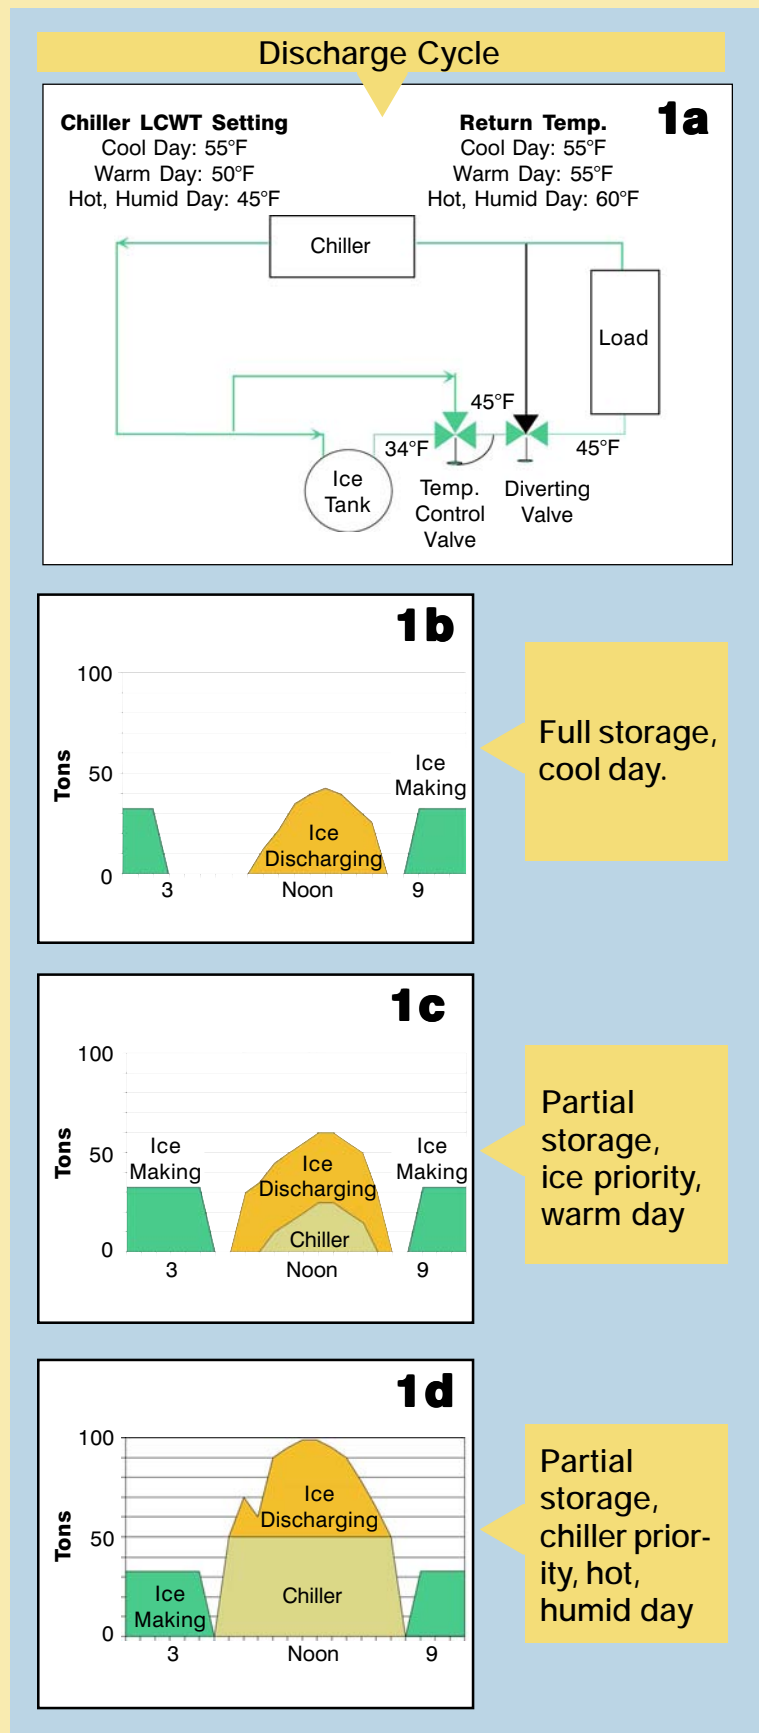 Discharge Cycle
1a
Chiller LCWT Setting
Cool Day: 55°F
Warm Day: 50°F
Hot, Humid Day: 45°F
Return Temp.
Cool Day: 55°F
Warm Day: 55°F
Hot, Humid Day: 60°F
Chiller
Load
45°F
34°F
45°F
Ice
Tank
Temp.
Control
Valve
Diverting
Valve
1b
100
50
0
Tons
Ice
Making
Ice
Discharging
3
Noon
9
Full storage,
cool day.
1c
100
50
0
Tons
Ice
Making
Ice
Discharging
Chiller
Ice
Making
3
Noon
9
Partial
storage,
ice priority,
warm day
1d
100
50
0
Tons
Ice
Discharging
Chiller
Ice
Making
3
Noon
9
Partial
storage,
chiller prior-
ity, hot,
humid day